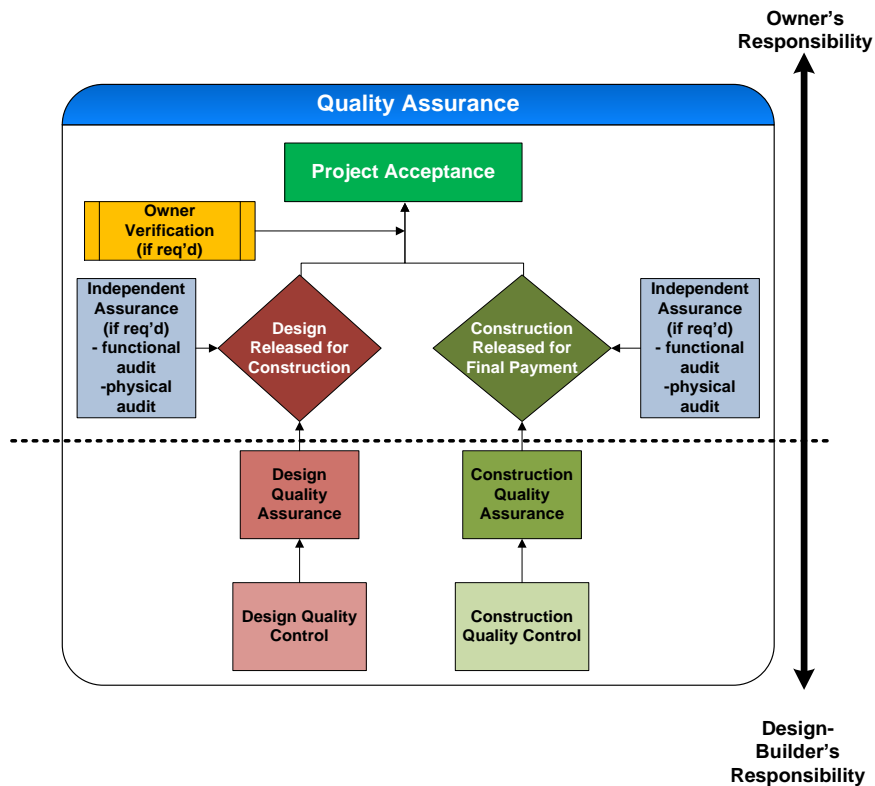 Owner's
Responsibility
Quality Assurance
Project Acceptance
Owner
Verification
(if req'd)
Independent
Assurance
(if req'd)
- functional
audit
-physical
audit
Design
Released for
Construction
Construction
Released for
Final Payment
Independent
Assurance
(if req'd)
- functional
audit
-physical
audit
Design
Quality
Assurance
Construction
Quality
Assurance
Design Quality
Control
Construction
Quality Control
Design-
Builder's
Responsibility